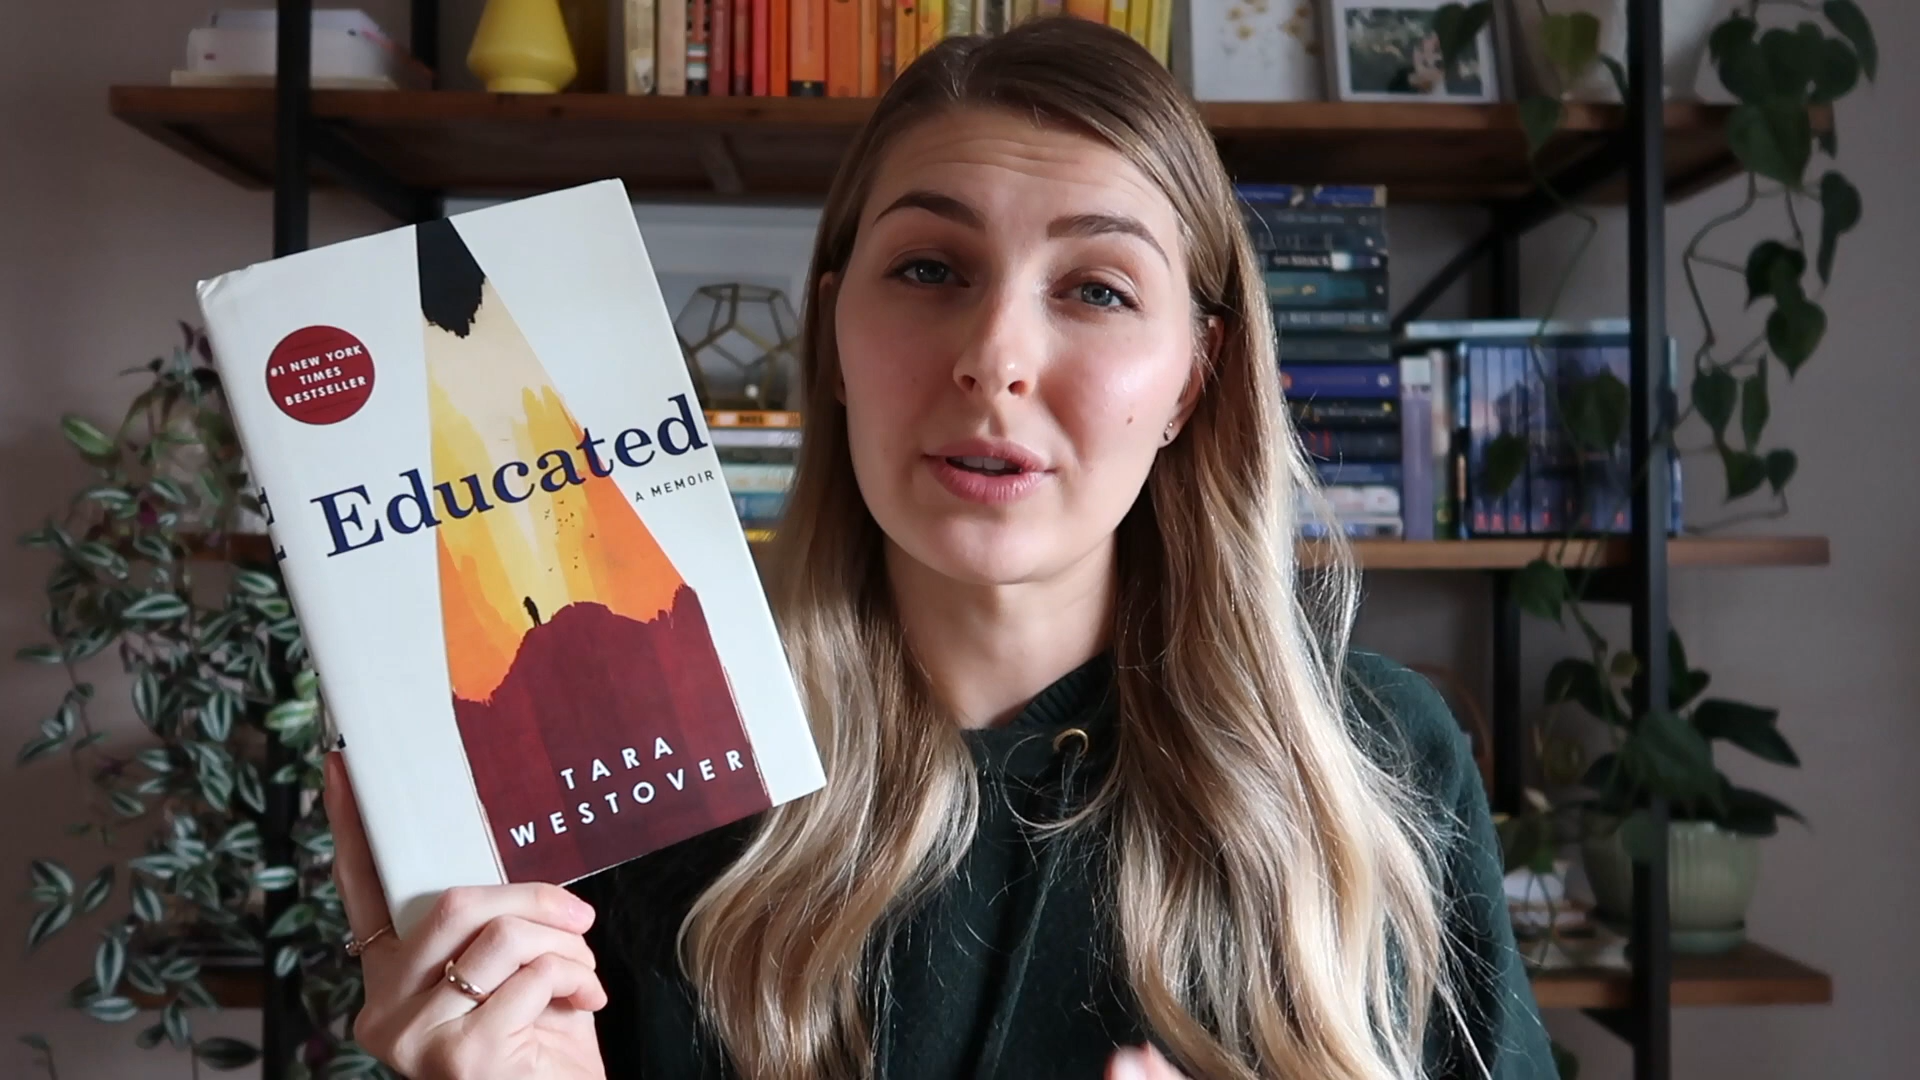 #1 NEW YORK
TIMES
BESTSELLER
Educated
A MEMOIR
TARA
WESTOVER